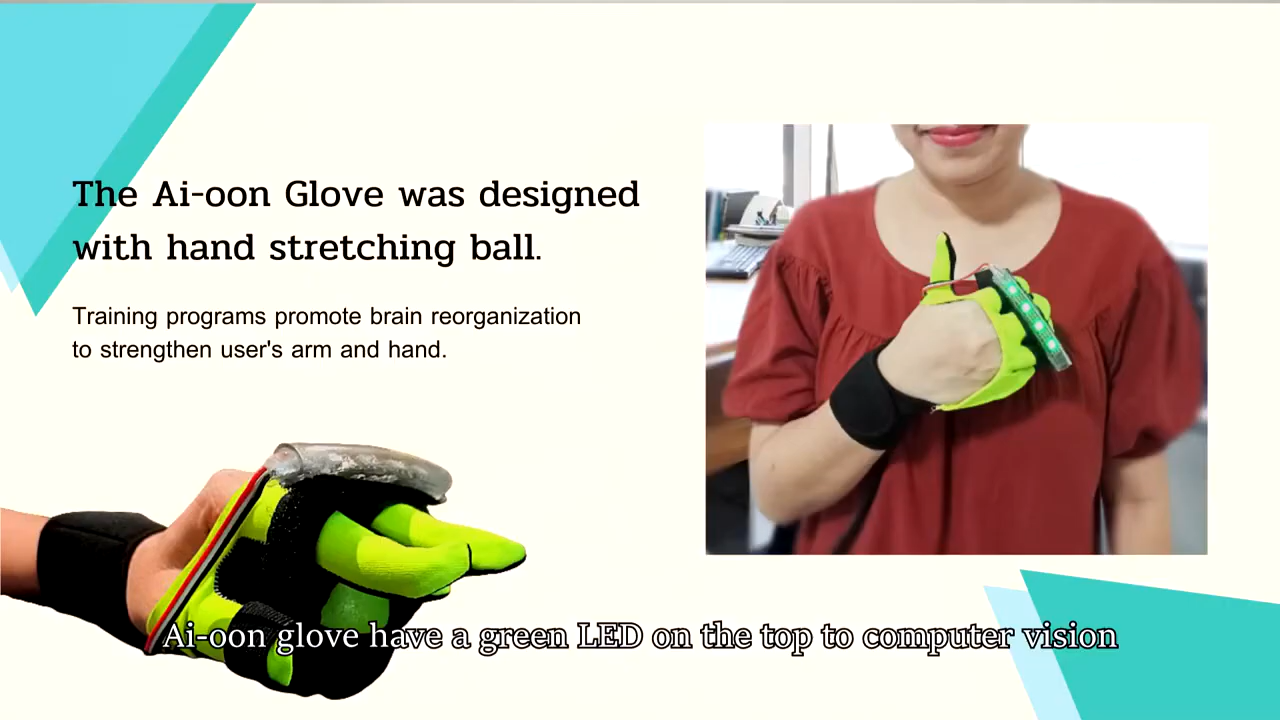 The Ai-oon Glove was designed
with hand stretching ball.
Training programs promote brain reorganization
to strengthen user's arm and hand.
Ai-oon glove have a green LED on the top to computer vision